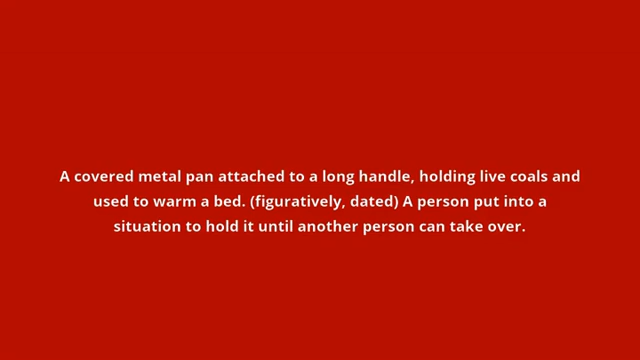 A covered metal pan attached to a long handle, holding live coals and
used to warm a bed. (figuratively, dated) A person put into a
situation to hold it until another person can take over.